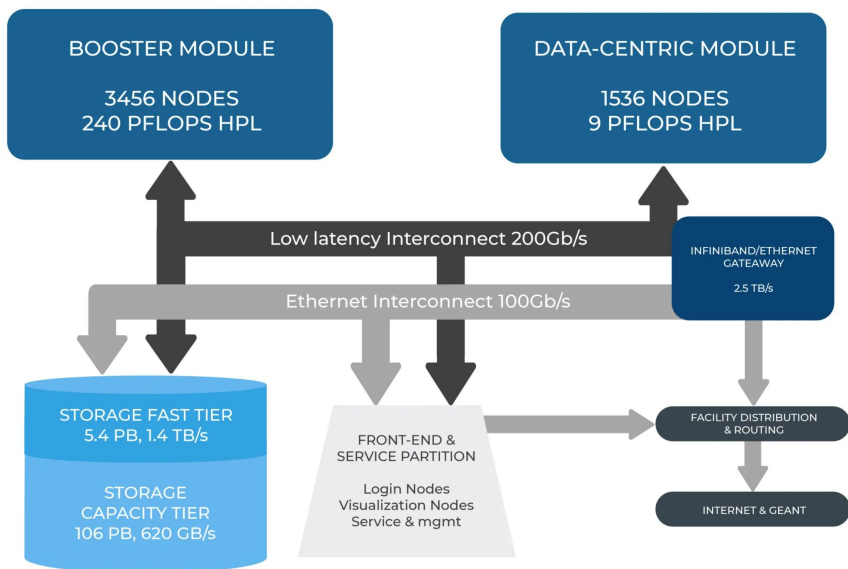 BOOSTER MODULE
3456 NODES
240 PFLOPS HPL
DATA-CENTRIC MODULE
1536 NODES
9 PFLOPS HPL
Low latency Interconnect 200Gb/s
INFINIBAND/ETHERNET
GATEAWAY
2.5 TB/s
Ethernet Interconnect 100Gb/s
STORAGE FAST TIER
5.4 PB, 1.4 TB/s
STORAGE
CAPACITY TIER
106 PB, 620 GB/s
FRONT-END &
SERVICE PARTITION
Login Nodes
Visualization Nodes
Service & mgmt
FACILITY DISTRIBUTION
& ROUTING
INTERNET & GEANT